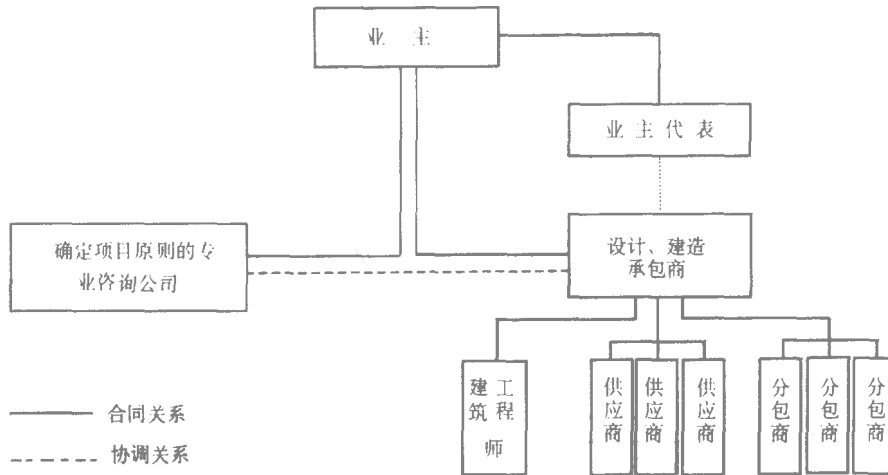 业 主
业 主 代 表
确定项目原则的专
业咨询公司
设计、建造
承包商
建筑
工程
师
供应商
供应商
供应商
分包商
分包商
分包商
合同关系
协调关系